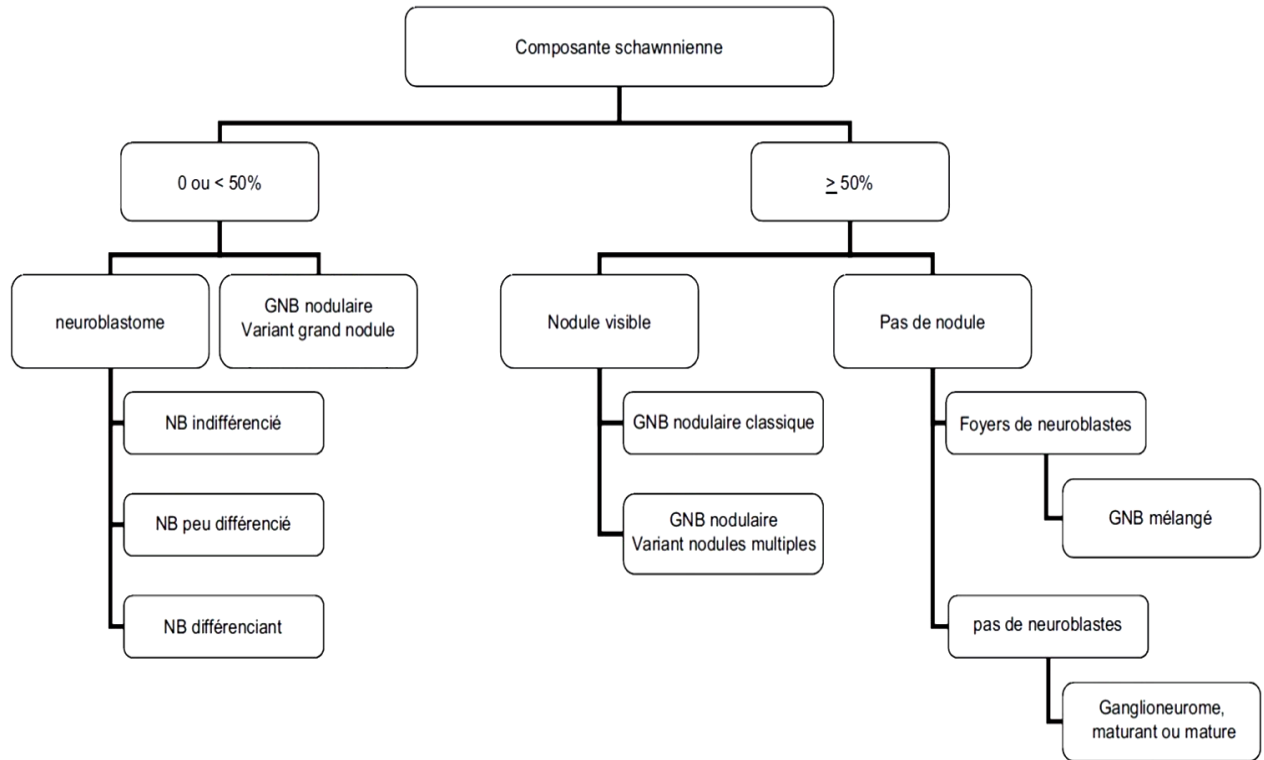 Composante schawnnienne
0 ou < 50%
≥ 50%
neuroblastome
GNB nodulaire
Variant grand nodule
Nodule visible
Pas de nodule
NB indifférencié
GNB nodulaire classique
Foyers de neuroblastes
NB peu différencié
GNB nodulaire
Variant nodules multiples
GNB mélangé
NB différenciant
pas de neuroblastes
Ganglioneurome,
maturant ou mature